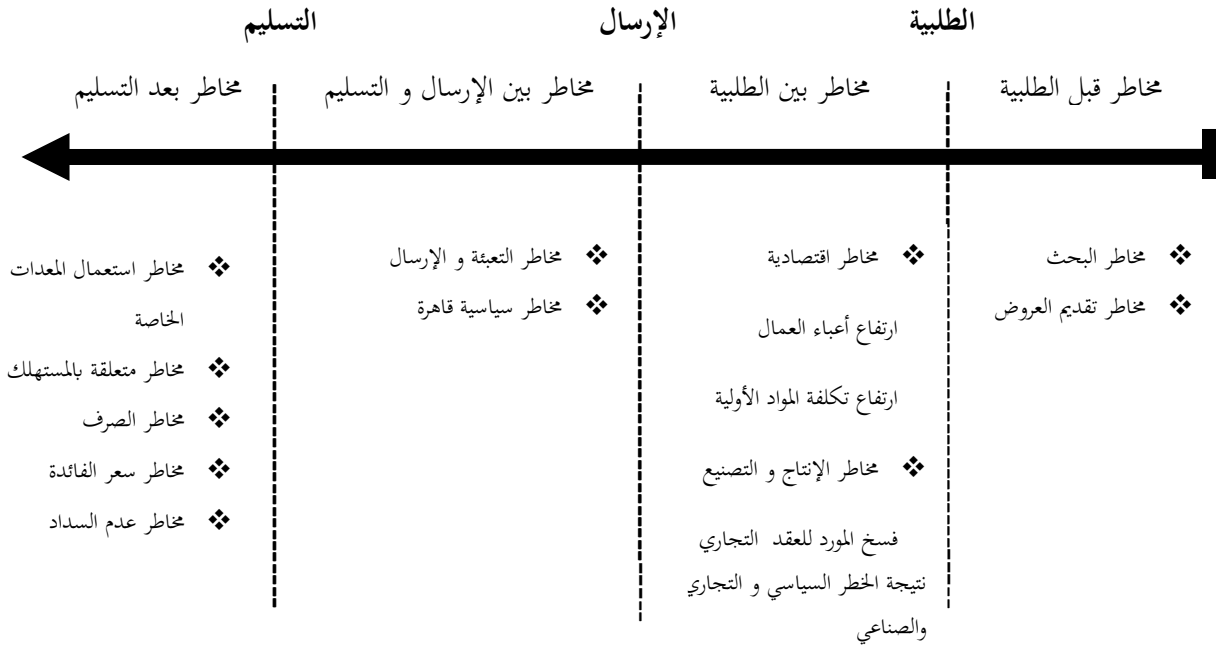 الطلبية
الإرسال
التسليم
مخاطر قبل الطلبية
مخاطر بين الطلبية
مخاطر بين الإرسال و التسليم
مخاطر بعد التسليم
❖ مخاطر البحث
❖ مخاطر تقديم العروض
❖ مخاطر اقتصادية
ارتفاع أعباء العمال
ارتفاع تكلفة المواد الأولية
❖ مخاطر الإنتاج و التصنيع
فسخ المورد للعقد التجاري
نتيجة الخطر السياسي و التجاري
والصناعي
❖ مخاطر التعبئة و الإرسال
❖ مخاطر سياسية قاهرة
❖ مخاطر استعمال المعدات
الخاصة
❖ مخاطر متعلقة بالمستهلك
❖ مخاطر الصرف
❖ مخاطر سعر الفائدة
❖ مخاطر عدم السداد